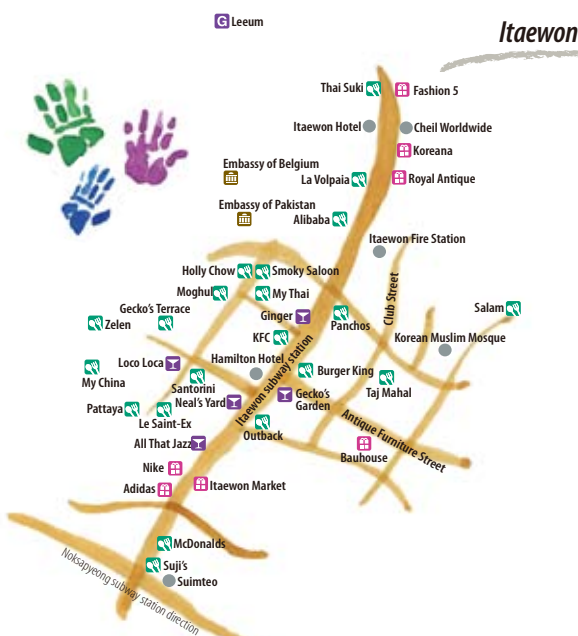 G Leeum
Itaewon
Thai Suki
Fashion 5
Itaewon Hotel
Cheil Worldwide
Koreana
Embassy of Belgium
La Volpaia
Royal Antique
Embassy of Pakistan
Alibaba
Itaewon Fire Station
Holly Chow
Smoky Saloon
Moghul
My Thai
Club Street
Gecko's Terrace
Ginger
Panchos
Salam
Zelen
KFC
Korean Muslim Mosque
Loco Loca
Hamilton Hotel
Itaewon subway station
Burger King
My China
Santorini
Taj Mahal
Neal's Yard
Gecko's
Garden
Pattaya
Le Saint-Ex
Antique Furniture Street
Outback
All That Jazz
Bauhouse
Nike
Adidas
Itaewon Market
McDonalds
Suji's
Suimteo
Noksapyeong subway station direction